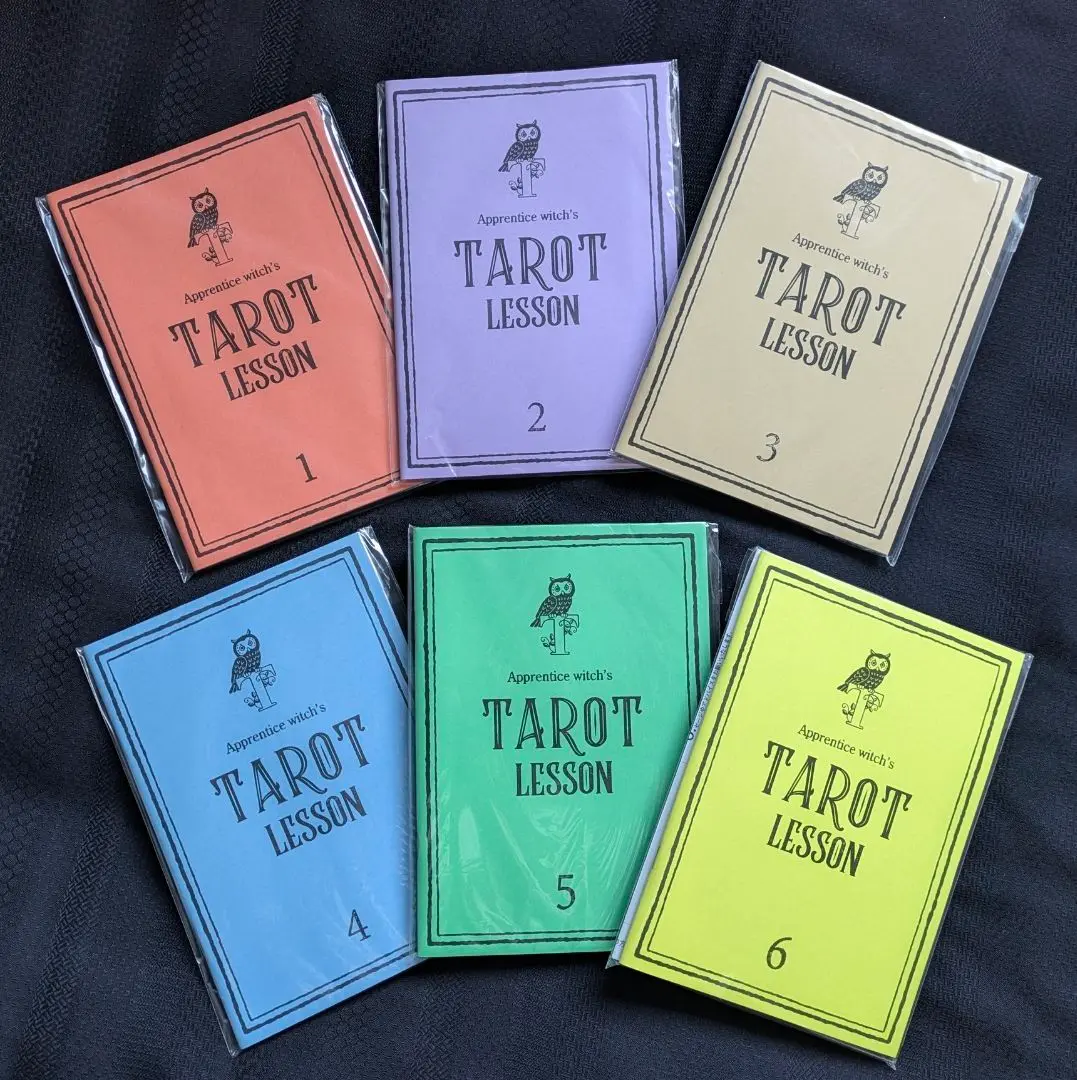 T
Apprentice witch's
TAROT
LESSON
1
T
Apprentice witch's
TAROT
LESSON
2
T
Apprentice witch's
TAROT
LESSON
3
T
Apprentice witch's
TAROT
LESSON
4
T
Apprentice witch's
TAROT
LESSON
5
T
Apprentice witch's
TAROT
LESSON
6